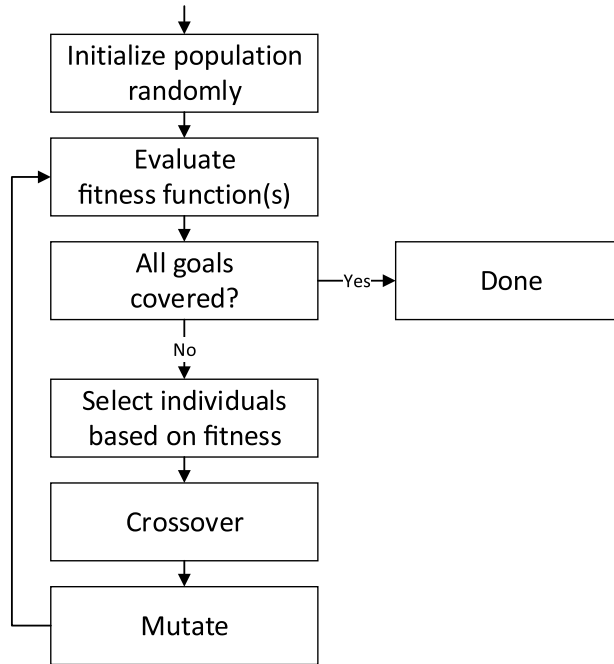 Initialize population
randomly
Evaluate
fitness function(s)
All goals
covered?
Yes
Done
No
Select individuals
based on fitness
Crossover
Mutate